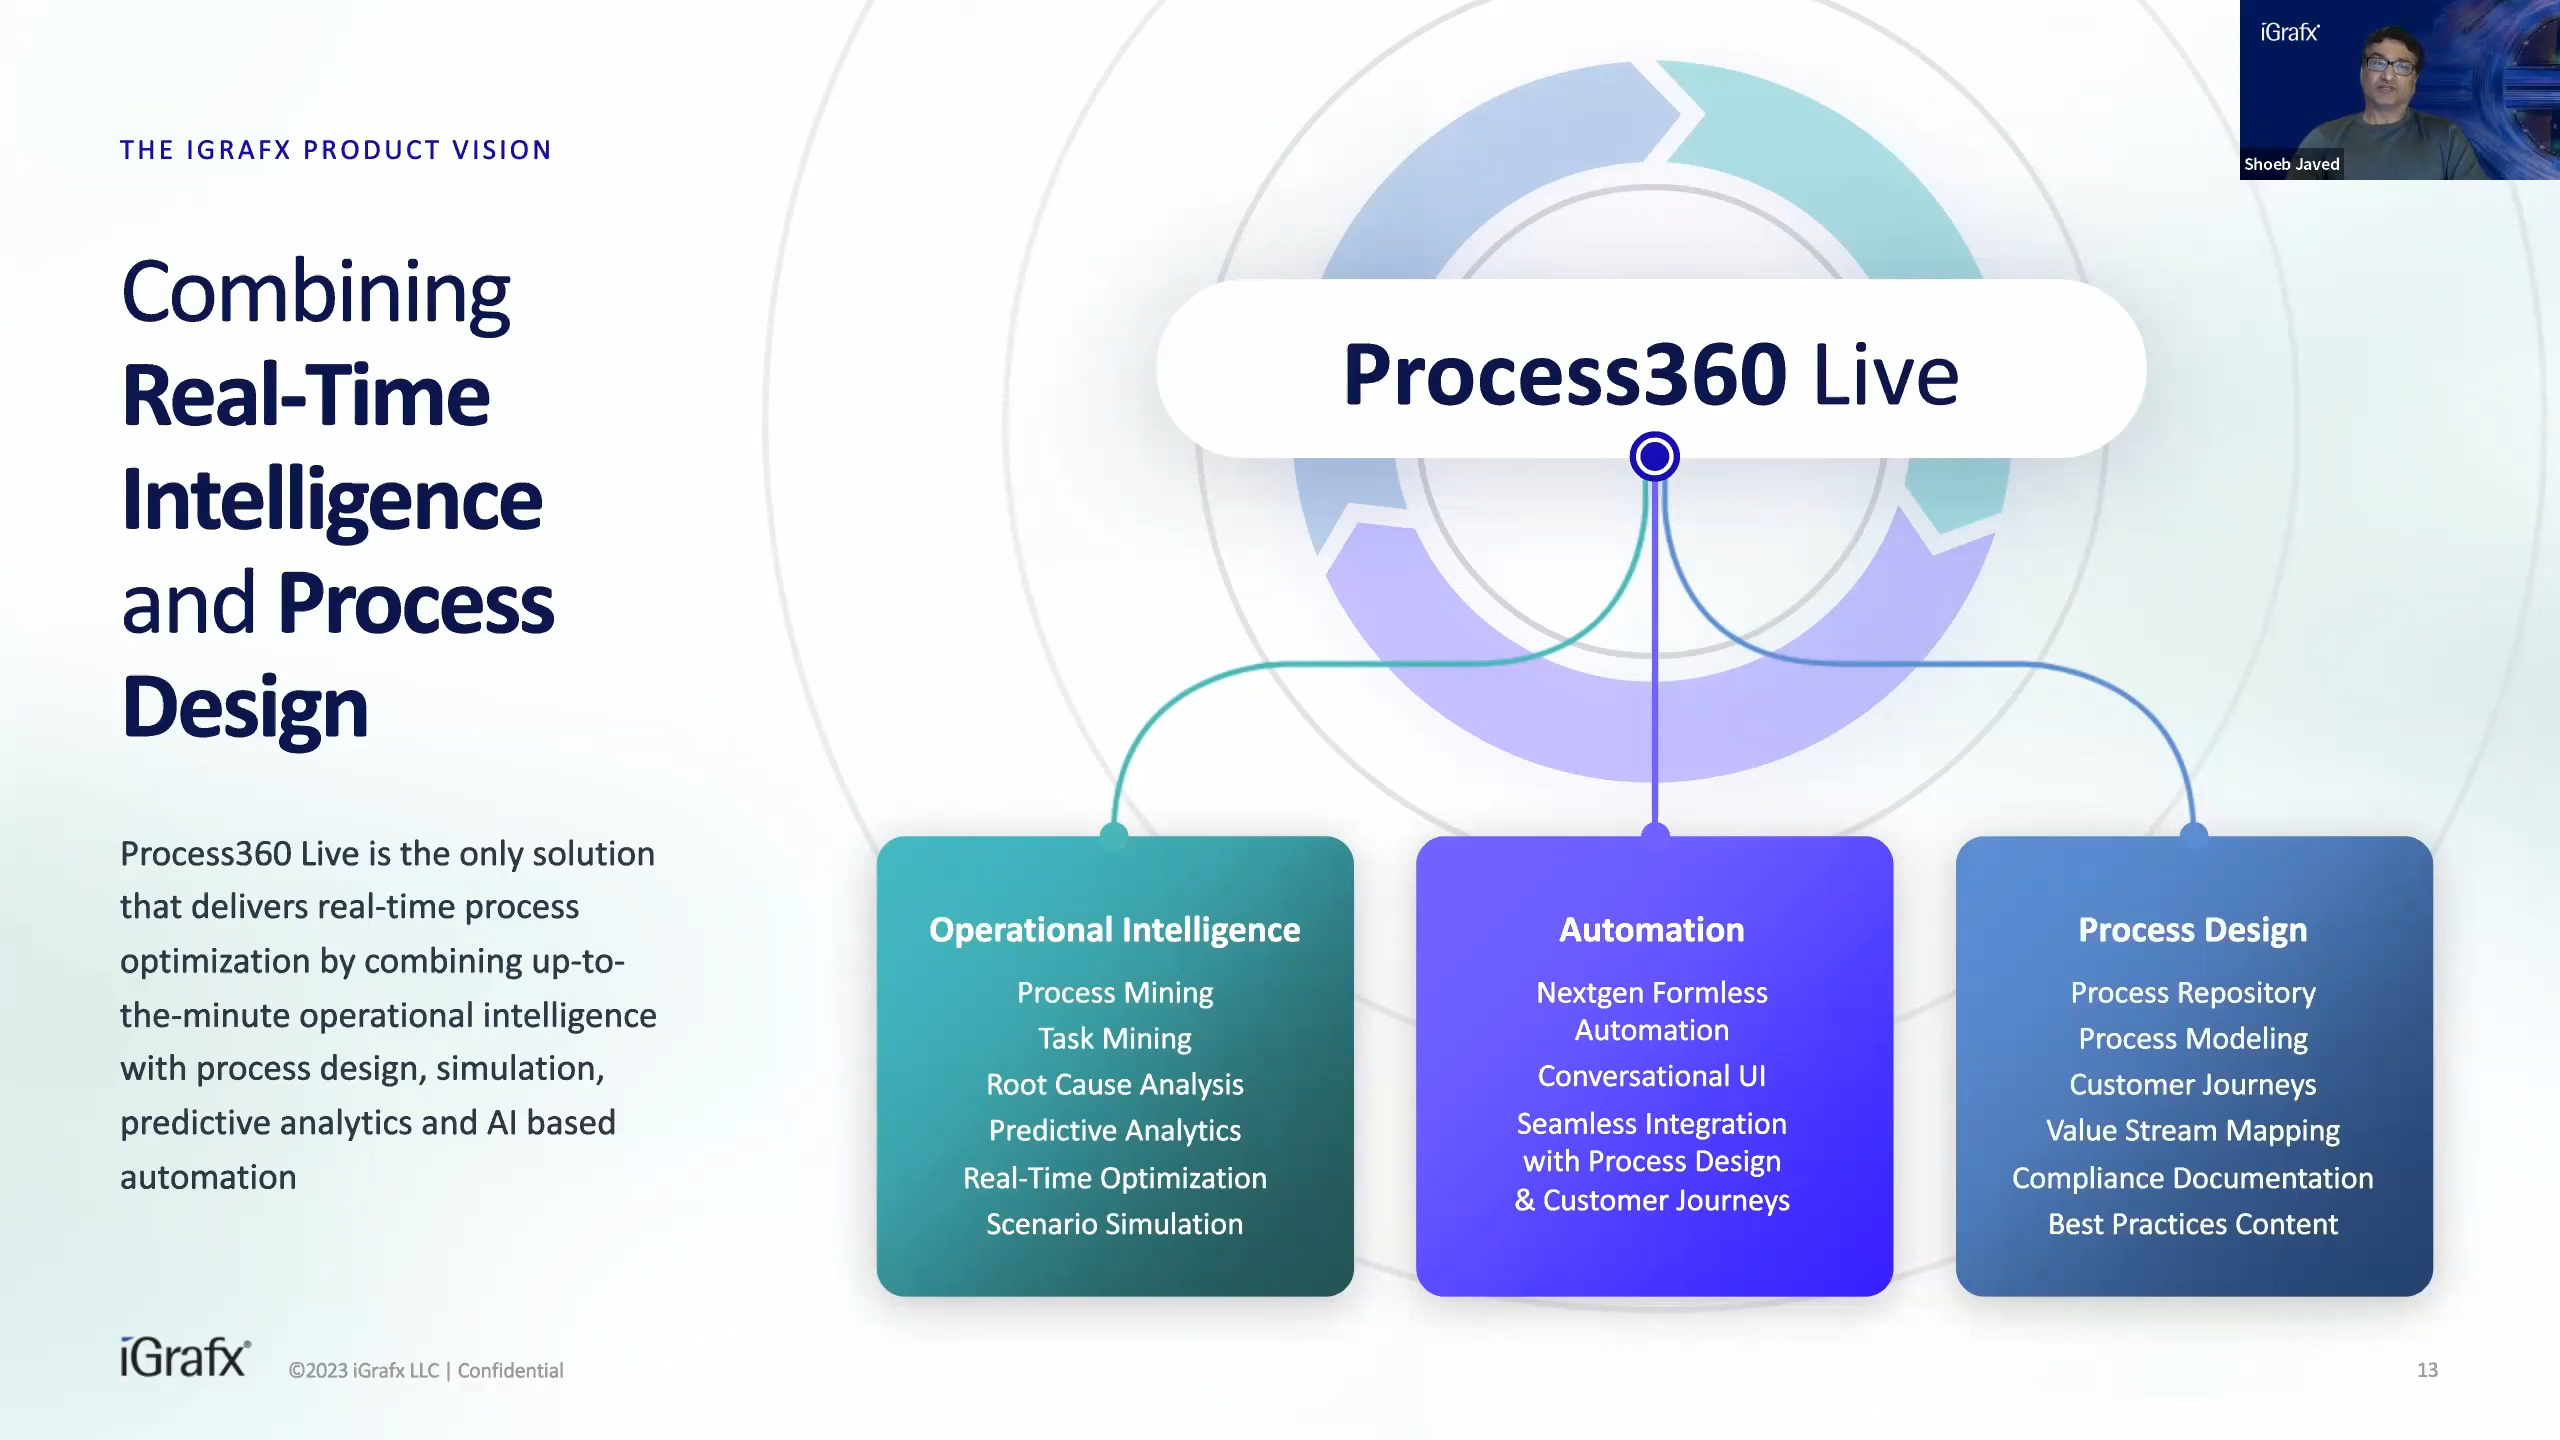 THE IGRAFX PRODUCT VISION
Combining
Real-Time
Intelligence
and Process
Design
Process360 Live is the only solution
that delivers real-time process
optimization by combining up-to-
the-minute operational intelligence
with process design, simulation,
predictive analytics and AI based
automation
iGrafx®
©2023 iGrafx LLC | Confidential
Process360 Live
Operational Intelligence
Process Mining
Task Mining
Root Cause Analysis
Predictive Analytics
Real-Time Optimization
Scenario Simulation
Automation
Nextgen Formless
Automation
Conversational UI
Seamless Integration
with Process Design
& Customer Journeys
Process Design
Process Repository
Process Modeling
Customer Journeys
Value Stream Mapping
Compliance Documentation
Best Practices Content
13
iGrafx
Shoeb Javed